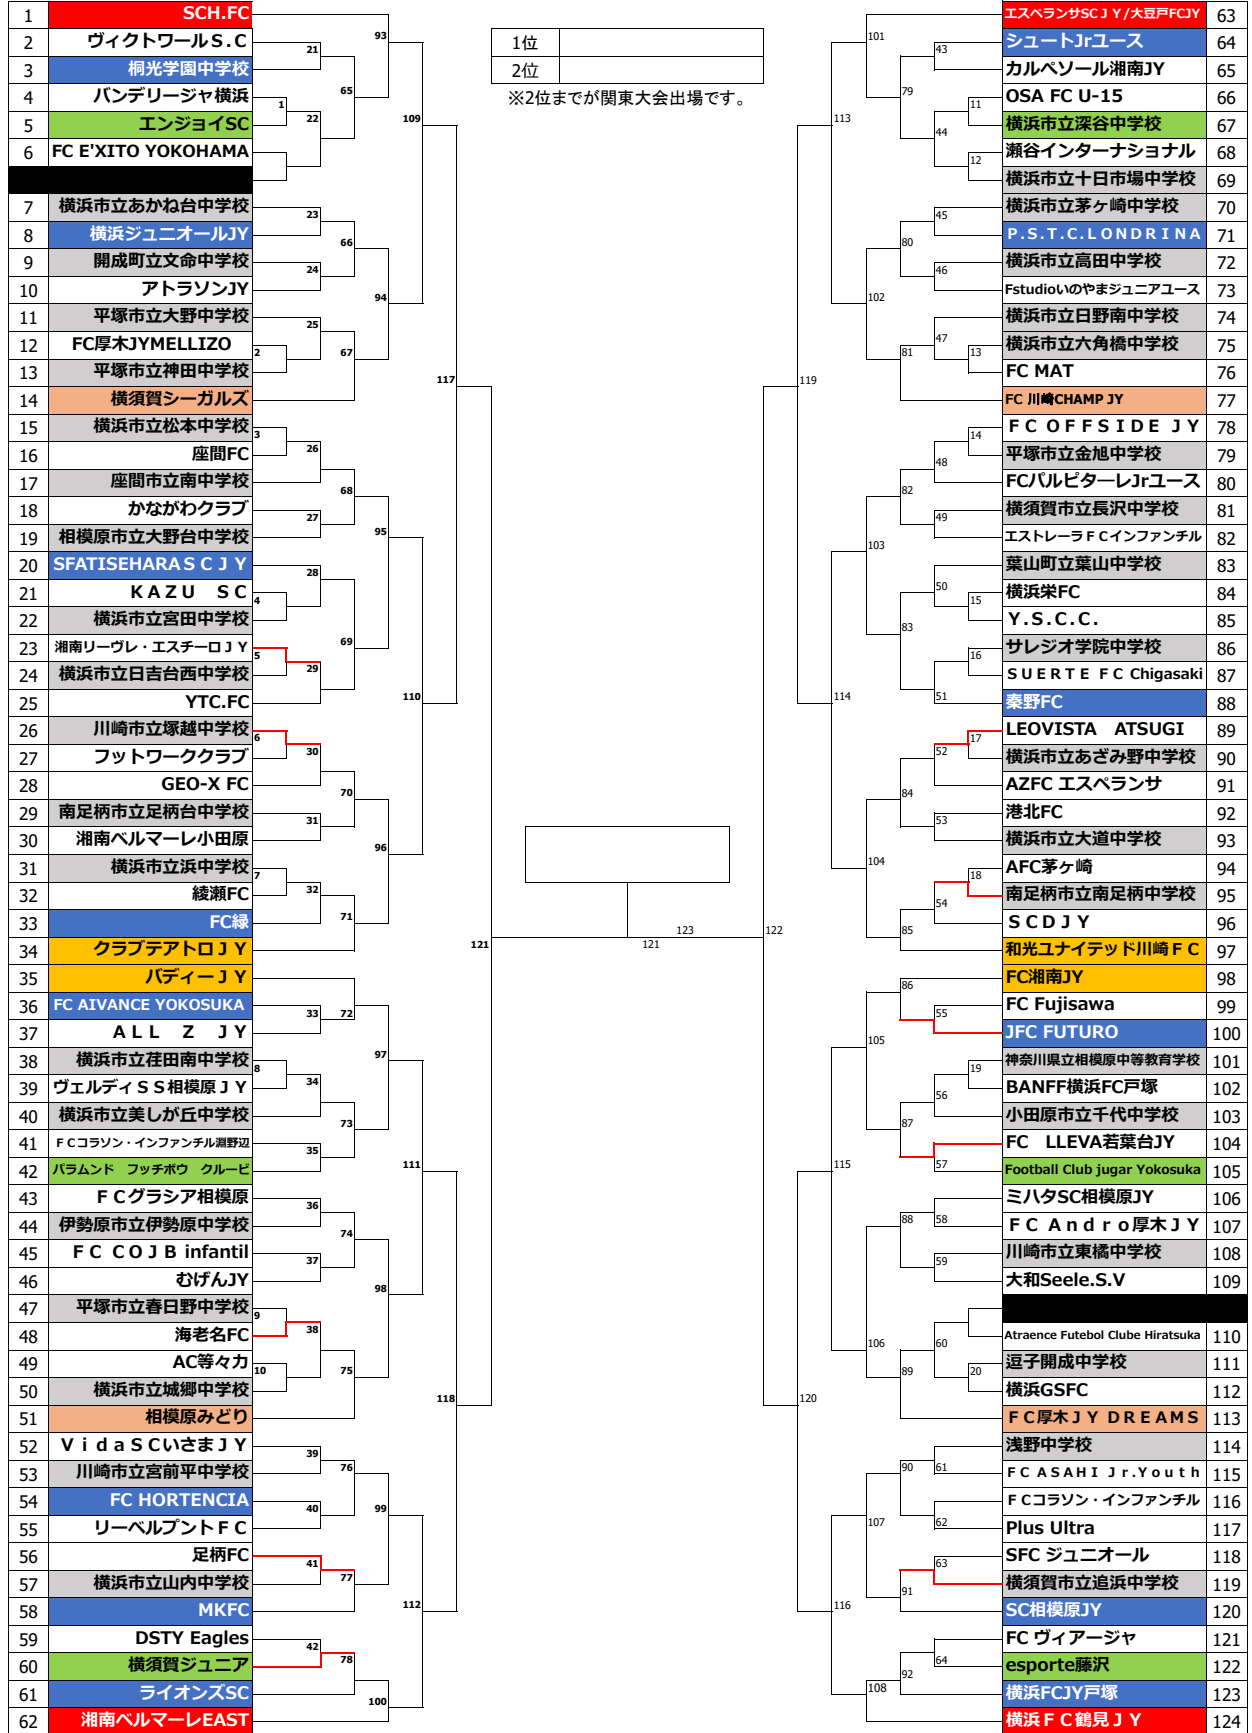 1 SCH.FC
2 ヴィクトワールS.C
3 桐光学園中学校
4 バンデリージャ横浜
5 エンジョイSC
6 FC E'XITO YOKOHAMA
7 横浜市立あかね台中学校
8 横浜ジュニオールJY
9 開成町立文命中学校
10 アトラソンJY
11 平塚市立大野中学校
12 FC厚木JYMELLIZO
13 平塚市立神田中学校
14 横須賀シーガルズ
15 横浜市立松本中学校
16 座間FC
17 座間市立南中学校
18 かながわクラブ
19 相模原市立大野台中学校
20 SFATISEHARAＳＣＪＹ
21 ＫＡＺＵ　ＳＣ
22 横浜市立宮田中学校
23 湘南リーヴレ・エスチーロＪＹ
24 横浜市立日吉台西中学校
25 YTC.FC
26 川崎市立塚越中学校
27 フットワーククラブ
28 GEO-X FC
29 南足柄市立足柄台中学校
30 湘南ベルマーレ小田原
31 横浜市立浜中学校
32 綾瀬FC
33 FC緑
34 クラブテアトロＪＹ
35 バディーＪＹ
36 FC AIVANCE YOKOSUKA
37 ＡＬＬ　Ｚ　ＪＹ
38 横浜市立荏田南中学校
39 ヴェルディＳＳ相模原ＪＹ
40 横浜市立美しが丘中学校
41 ＦＣコラソン・インファンチル淵野辺
42 パラムンド　フッチボウ　クルービ
43 ＦＣグラシア相模原
44 伊勢原市立伊勢原中学校
45 ＦＣ ＣＯＪＢ infantil
46 むげんJY
47 平塚市立春日野中学校
48 海老名FC
49 AC等々力
50 横浜市立城郷中学校
51 相模原みどり
52 ＶｉｄａＳＣいさまＪＹ
53 川崎市立宮前平中学校
54 FC HORTENCIA
55 リーベルプントＦＣ
56 足柄FC
57 横浜市立山内中学校
58 MKFC
59 DSTY Eagles
60 横須賀ジュニア
61 ライオンズSC
62 湘南ベルマーレEAST
1 2 3 4 5 6 7 8 9 10
21 22 23 24 25 26 27 28 29 30 31 32 33 34 35 36 37 38 39 40 41 42
65 66 67 68 69 70 71 72 73 74 75 76 77 78
93 94 95 96 97 98 99 100
109 110 111 112
117 118
121
1位
2位
※2位までが関東大会出場です。
123
121
122
119 120
113 114 115 116
101 102 103 104 105 106 107 108
79 80 81 82 83 84 85 86 87 88 89 90 91 92
43 44 45 46 47 48 49 50 51 52 53 54 55 56 57 58 59 60 61 62 63 64
11 12 13 14 15 16 17 18 19 20
エスペランサSCＪＹ/大豆戸FCJY 63
シュートJrユース 64
カルペソール湘南JY 65
OSA FC U-15 66
横浜市立深谷中学校 67
瀬谷インターナショナル 68
横浜市立十日市場中学校 69
横浜市立茅ヶ崎中学校 70
Ｐ.Ｓ.Ｔ.Ｃ.ＬＯＮＤＲＩＮＡ 71
横浜市立高田中学校 72
Fstudioいのやまジュニアユース 73
横浜市立日野南中学校 74
横浜市立六角橋中学校 75
FC MAT 76
FC 川崎CHAMP JY 77
ＦＣ ＯＦＦＳＩＤＥ ＪＹ 78
平塚市立金旭中学校 79
FCパルピターレJrユース 80
横須賀市立長沢中学校 81
エストレーラＦＣインファンチル 82
葉山町立葉山中学校 83
横浜栄FC 84
Ｙ.Ｓ.Ｃ.Ｃ. 85
サレジオ学院中学校 86
ＳＵＥＲＴＥ ＦＣ Chigasaki 87
秦野FC 88
LEOVISTA　ATSUGI 89
横浜市立あざみ野中学校 90
AZFC エスペランサ 91
港北FC 92
横浜市立大道中学校 93
AFC茅ヶ崎 94
南足柄市立南足柄中学校 95
ＳＣＤＪＹ 96
和光ユナイテッド川崎ＦＣ 97
FC湘南JY 98
FC Fujisawa 99
JFC FUTURO 100
神奈川県立相模原中等教育学校 101
BANFF横浜FC戸塚 102
小田原市立千代中学校 103
FC　LLEVA若葉台JY 104
Football Club jugar Yokosuka 105
ミハタSC相模原JY 106
ＦＣ Ａｎｄｒｏ厚木ＪＹ 107
川崎市立東橘中学校 108
大和Seele.S.V 109
Atraence Futebol Clube Hiratsuka 110
逗子開成中学校 111
横浜GSFC 112
ＦＣ厚木ＪＹ ＤＲＥＡＭＳ 113
浅野中学校 114
ＦＣ ＡＳＡＨＩ Ｊｒ.Ｙｏｕｔｈ 115
ＦＣコラソン・インファンチル 116
Plus Ultra 117
SFC ジュニオール 118
横須賀市立追浜中学校 119
SC相模原JY 120
FC ヴィアージャ 121
esporte藤沢 122
横浜FCJY戸塚 123
横浜ＦＣ鶴見ＪＹ 124